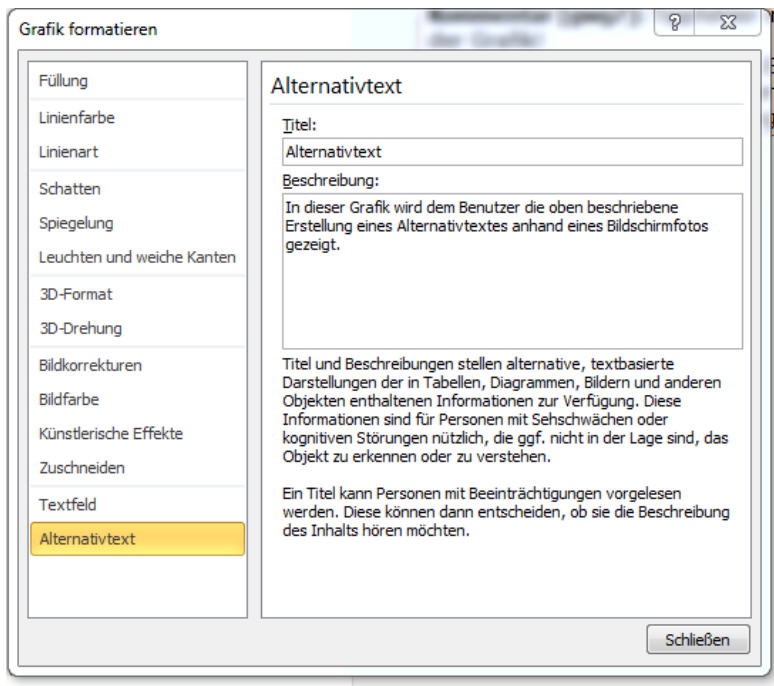 Grafik formatieren
Füllung
Linienfarbe
Linienart
Schatten
Spiegelung
Leuchten und weiche Kanten
3D-Format
3D-Drehung
Bildkorrekturen
Bildfarbe
Künstlerische Effekte
Zuschneiden
Textfeld
Alternativtext
Alternativtext
Titel:
Alternativtext
Beschreibung:
In dieser Grafik wird dem Benutzer die oben beschriebene
Erstellung eines Alternativtextes anhand eines Bildschirmfotos
gezeigt.
Titel und Beschreibungen stellen alternative, textbasierte
Darstellungen der in Tabellen, Diagrammen, Bildern und anderen
Objekten enthaltenen Informationen zur Verfügung. Diese
Informationen sind für Personen mit Sehschwächen oder
kognitiven Störungen nützlich, die ggf. nicht in der Lage sind, das
Objekt zu erkennen oder zu verstehen.
Ein Titel kann Personen mit Beeinträchtigungen vorgelesen
werden. Diese können dann entscheiden, ob sie die Beschreibung
des Inhalts hören möchten.
Schließen